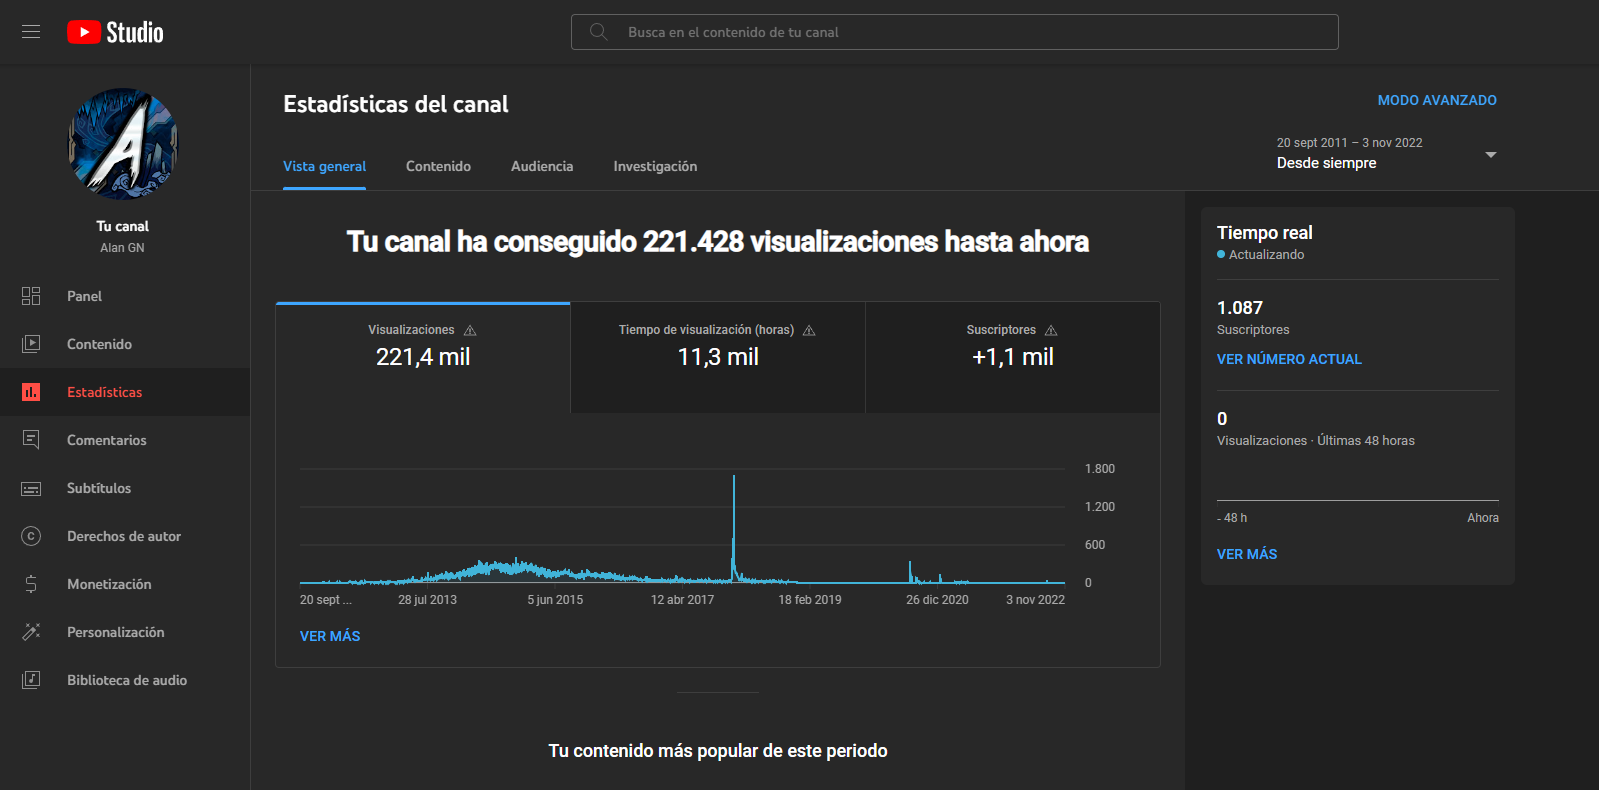 Studio
Busca en el contenido de tu canal
A
Tu canal
Alan GN
Panel
Contenido
Estadísticas
Comentarios
Subtítulos
Derechos de autor
Monetización
Personalización
Biblioteca de audio
Estadísticas del canal
MODO AVANZADO
Vista general Contenido Audiencia Investigación
20 sept 2011 – 3 nov 2022
Desde siempre
Tu canal ha conseguido 221.428 visualizaciones hasta ahora
Visualizaciones
221,4 mil
Tiempo de visualización (horas)
11,3 mil
Suscriptores
+1,1 mil
1.800
1.200
600
0
20 sept ... 28 jul 2013 5 jun 2015 12 abr 2017 18 feb 2019 26 dic 2020 3 nov 2022
VER MÁS
Tu contenido más popular de este periodo
Tiempo real
Actualizando
1.087
Suscriptores
VER NÚMERO ACTUAL
0
Visualizaciones · Últimas 48 horas
- 48 h Ahora
VER MÁS